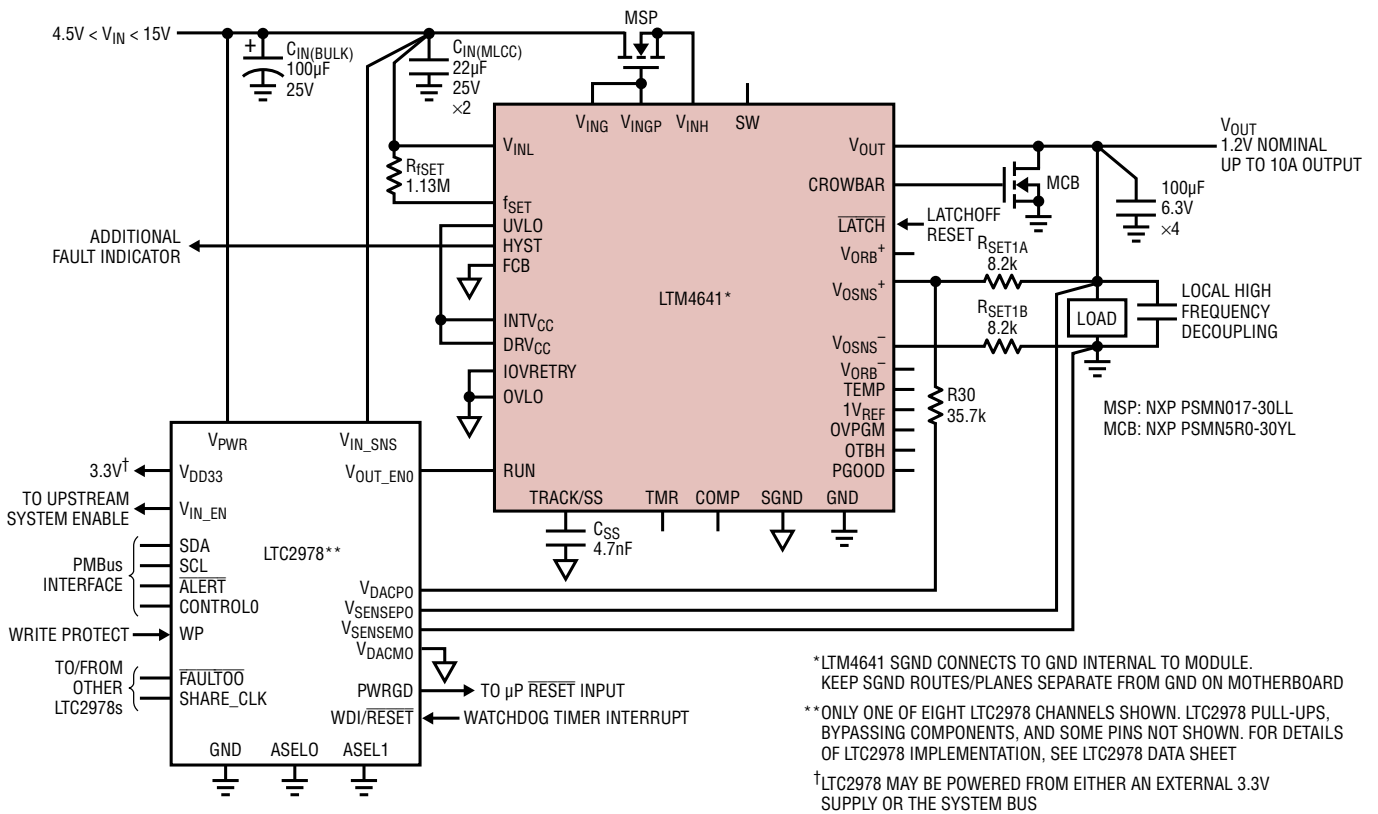 4.5V < VIN < 15V
+
CIN(BULK)
100µF
25V
CIN(MLCC)
22µF
25V
×2
MSP
VING
VINGP
VINH
SW
VINL
RfSET
1.13M
fSET
UVLO
HYST
FCB
INTVCC
DRVCC
IOVRETRY
OVLO
RUN
ADDITIONAL
FAULT INDICATOR
LTM4641*
VOUT
CROWBAR
LATCH
VORB+
VOSNS+
VOSNS–
VORB–
TEMP
1VREF
OVPGM
OTBH
PGOOD
TRACK/SS
TMR
COMP
SGND
GND
CSS
4.7nF
MCB
LATCHOFF
RESET
RSET1A
8.2k
RSET1B
8.2k
R30
35.7k
VOUT
1.2V NOMINAL
UP TO 10A OUTPUT
100µF
6.3V
×4
LOAD
LOCAL HIGH
FREQUENCY
DECOUPLING
MSP: NXP PSMN017-30LL
MCB: NXP PSMN5R0-30YL
VPWR
VIN_SNS
3.3V†
VDD33
VOUT_EN0
TO UPSTREAM
SYSTEM ENABLE
VIN_EN
LTC2978**
PMBus
INTERFACE
SDA
SCL
ALERT
CONTROL0
WRITE PROTECT
WP
TO/FROM
OTHER
LTC2978s
FAULTOO
SHARE_CLK
VDACPO
VSENSEPO
VSENSEMO
VDACMO
PWRGD
TO µP RESET INPUT
WDI/RESET
WATCHDOG TIMER INTERRUPT
GND
ASEL0
ASEL1
*LTM4641 SGND CONNECTS TO GND INTERNAL TO MODULE.
KEEP SGND ROUTES/PLANES SEPARATE FROM GND ON MOTHERBOARD
**ONLY ONE OF EIGHT LTC2978 CHANNELS SHOWN. LTC2978 PULL-UPS,
BYPASSING COMPONENTS, AND SOME PINS NOT SHOWN. FOR DETAILS
OF LTC2978 IMPLEMENTATION, SEE LTC2978 DATA SHEET
†LTC2978 MAY BE POWERED FROM EITHER AN EXTERNAL 3.3V
SUPPLY OR THE SYSTEM BUS